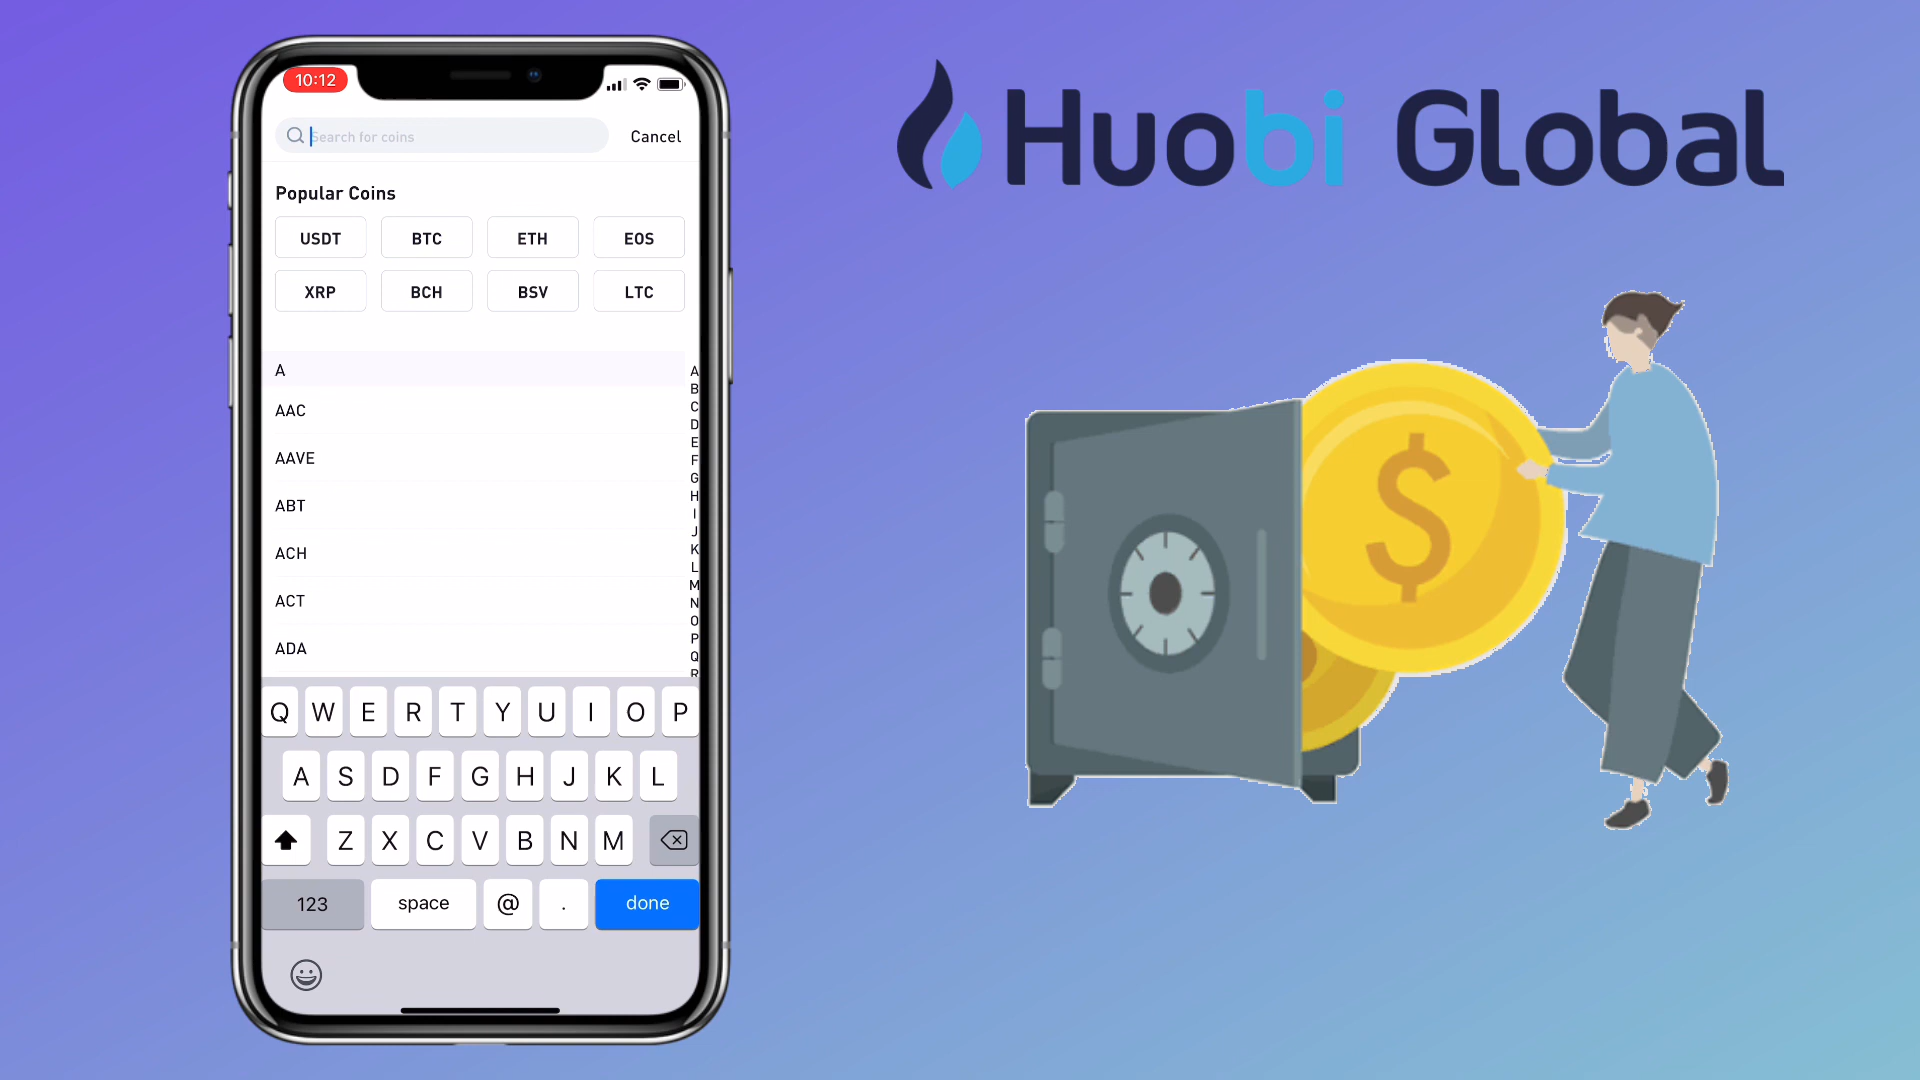 10:12
Search for coins
Cancel
Popular Coins
USDT BTC ETH EOS
XRP BCH BSV LTC
A
AAC
AAVE
ABT
ACH
ACT
ADA
A
B
C
D
E
F
G
H
I
J
K
L
M
N
O
P
Q
R
Q W E R T Y U I O P
A S D F G H J K L
Z X C V B N M
123 space @ . done
Huobi Global
$